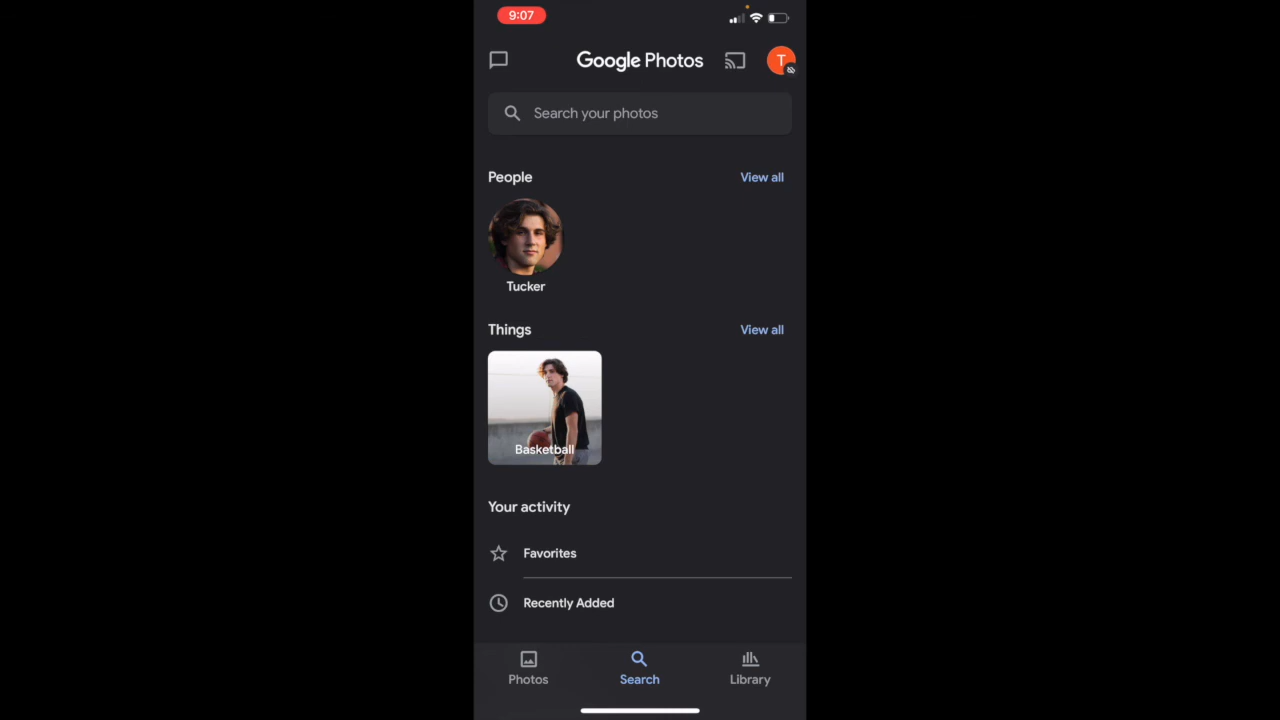 9:07
Google Photos
T
Search your photos
People
View all
Tucker
Things
View all
Basketball
Your activity
Favorites
Recently Added
Photos
Search
Library